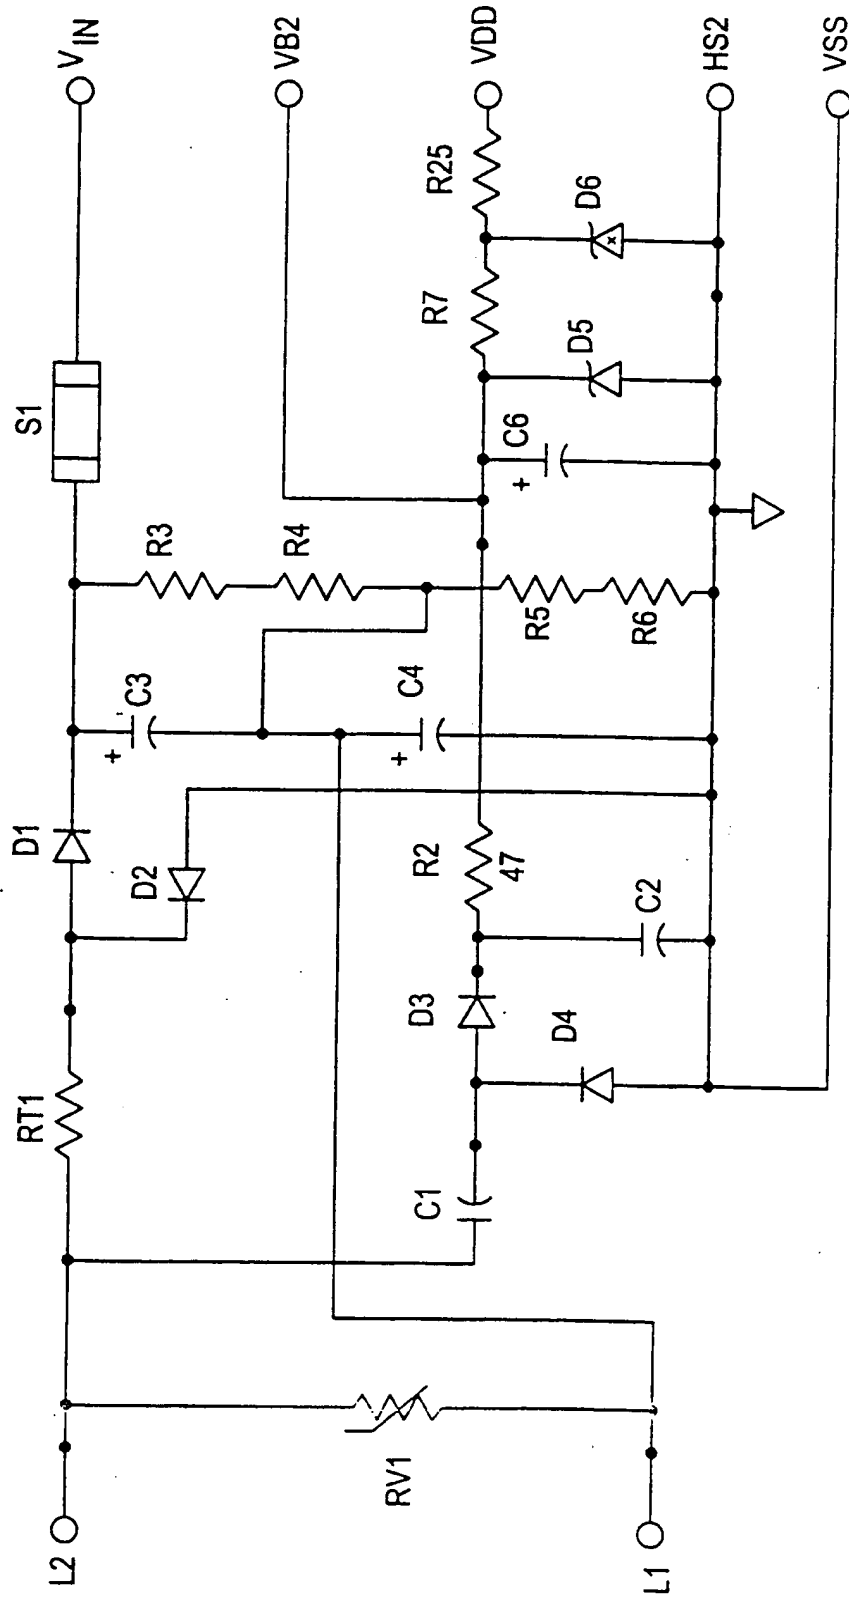 L2
RT1
D1
S1
V IN
D2
C3
+
R3
R4
VB2
RV1
C1
D3
D4
R2
47
C2
C4
+
R5
R6
C6
+
R7
D5
R25
D6
x
VDD
HS2
VSS
L1